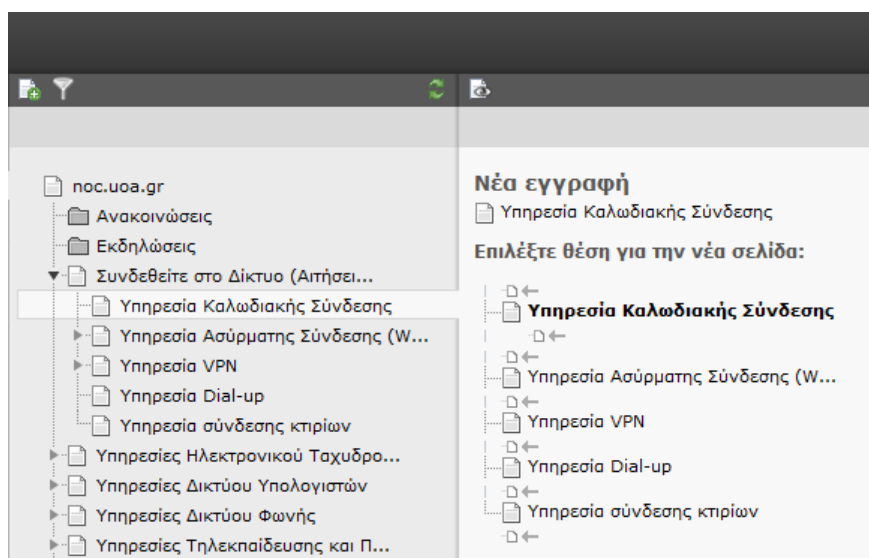 noc.uoa.gr
Ανακοινώσεις
Εκδηλώσεις
Συνδεθείτε στο Δίκτυο (Αιτήσει...
Υπηρεσία Καλωδιακής Σύνδεσης
Υπηρεσία Ασύρματης Σύνδεσης (W...
Υπηρεσία VPN
Υπηρεσία Dial-up
Υπηρεσία σύνδεσης κτιρίων
Υπηρεσίες Ηλεκτρονικού Ταχυδρο...
Υπηρεσίες Δικτύου Υπολογιστών
Υπηρεσίες Δικτύου Φωνής
Υπηρεσίες Τηλεκπαίδευσης και Π...
Νέα εγγραφή
Υπηρεσία Καλωδιακής Σύνδεσης
Επιλέξτε θέση για την νέα σελίδα:
Υπηρεσία Καλωδιακής Σύνδεσης
Υπηρεσία Ασύρματης Σύνδεσης (W...
Υπηρεσία VPN
Υπηρεσία Dial-up
Υπηρεσία σύνδεσης κτιρίων